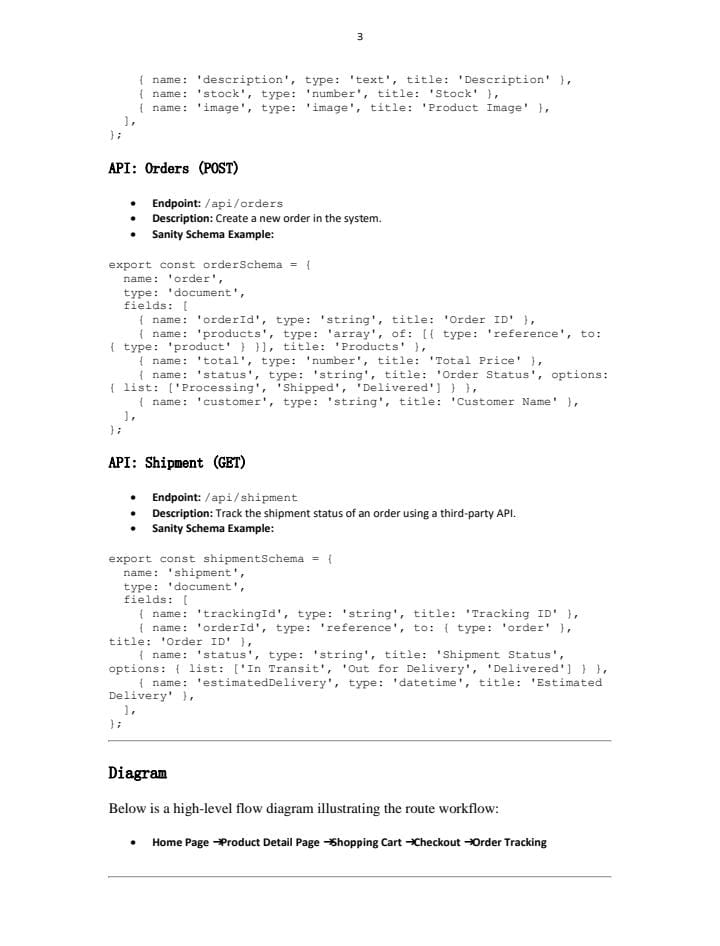 3
{ name: 'description', type: 'text', title: 'Description' },
{ name: 'stock', type: 'number', title: 'Stock' },
{ name: 'image', type: 'image', title: 'Product Image' },
],
};
API: Orders (POST)
• Endpoint: /api/orders
• Description: Create a new order in the system.
• Sanity Schema Example:
export const orderSchema = {
name: 'order',
type: 'document',
fields: [
{ name: 'orderId', type: 'string', title: 'Order ID' },
{ name: 'products', type: 'array', of: [{ type: 'reference', to:
{ type: 'product' } }], title: 'Products' },
{ name: 'total', type: 'number', title: 'Total Price' },
{ name: 'status', type: 'string', title: 'Order Status', options:
{ list: ['Processing', 'Shipped', 'Delivered'] } },
{ name: 'customer', type: 'string', title: 'Customer Name' },
],
};
API: Shipment (GET)
• Endpoint: /api/shipment
• Description: Track the shipment status of an order using a third-party API.
• Sanity Schema Example:
export const shipmentSchema = {
name: 'shipment',
type: 'document',
fields: [
{ name: 'trackingId', type: 'string', title: 'Tracking ID' },
{ name: 'orderId', type: 'reference', to: { type: 'order' },
title: 'Order ID' },
{ name: 'status', type: 'string', title: 'Shipment Status',
options: { list: ['In Transit', 'Out for Delivery', 'Delivered'] } },
{ name: 'estimatedDelivery', type: 'datetime', title: 'Estimated
Delivery' },
],
};
Diagram
Below is a high-level flow diagram illustrating the route workflow:
• Home Page →Product Detail Page →Shopping Cart →Checkout →Order Tracking